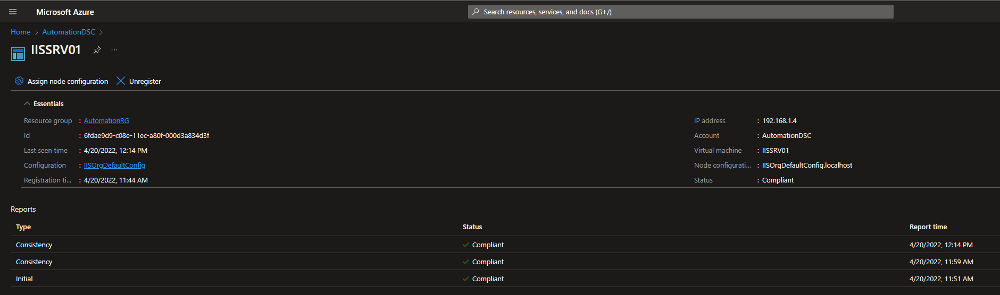 Microsoft Azure
Search resources, services, and docs (G+/)
Home > AutomationDSC >
IISSRV01
...
Assign node configuration
Unregister
Essentials
Resource group : AutomationRG
Id : 6fdae9d9-c08e-11ec-a80f-000d3a834d3f
Last seen time : 4/20/2022, 12:14 PM
Configuration : IISOrgDefaultConfig
Registration ti... : 4/20/2022, 11:44 AM
IP address : 192.168.1.4
Account : AutomationDSC
Virtual machine : IISSRV01
Node configurati... : IISOrgDefaultConfig.localhost
Status : Compliant
Reports
Type Status Report time
Consistency Compliant 4/20/2022, 12:14 PM
Consistency Compliant 4/20/2022, 11:59 AM
Initial Compliant 4/20/2022, 11:51 AM